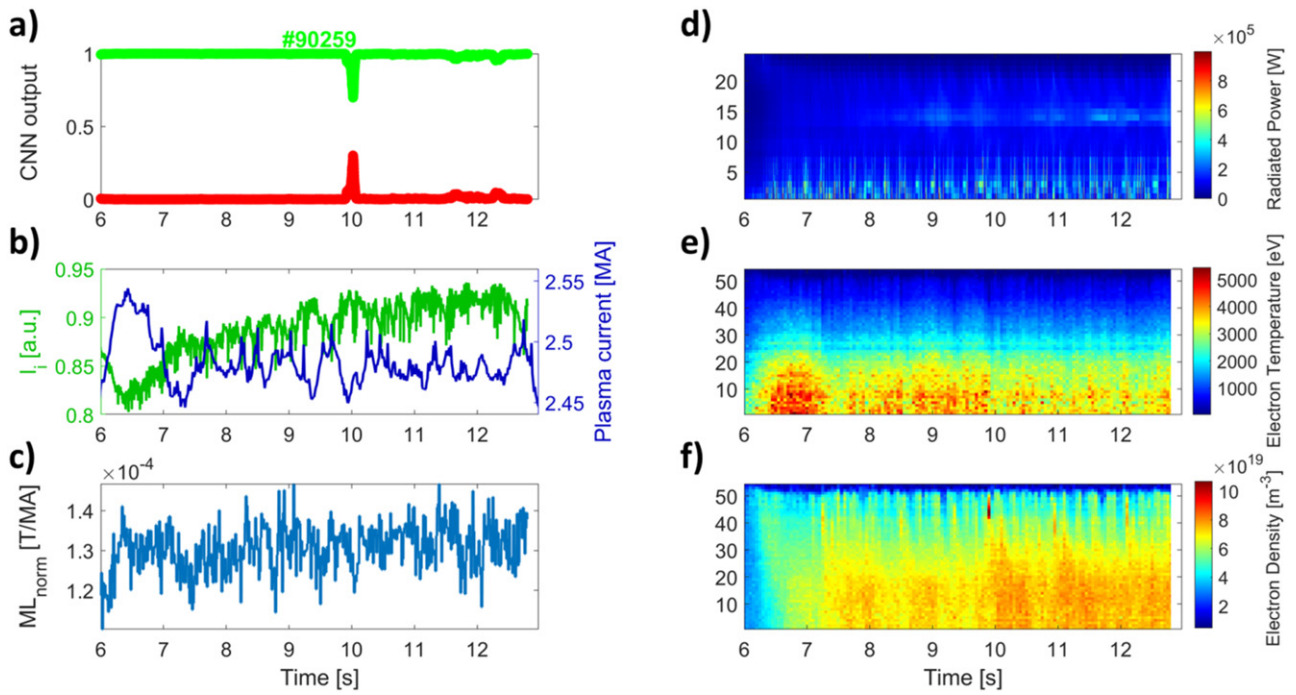 a)
#90259
CNN output
1
0.5
0
6 7 8 9 10 11 12
b)
l_i [a.u.]
0.95
0.9
0.85
0.8
Plasma current [MA]
2.55
2.5
2.45
6 7 8 9 10 11 12
c)
×10^-4
ML_norm [T/MA]
1.4
1.3
1.2
6 7 8 9 10 11 12
Time [s]
d)
20
15
10
5
6 7 8 9 10 11 12
×10^5
8
6
4
2
0
Radiated Power [W]
e)
50
40
30
20
10
6 7 8 9 10 11 12
5000
4000
3000
2000
1000
Electron Temperature [eV]
f)
50
40
30
20
10
6 7 8 9 10 11 12
Time [s]
×10^19
10
8
6
4
2
Electron Density [m^-3]